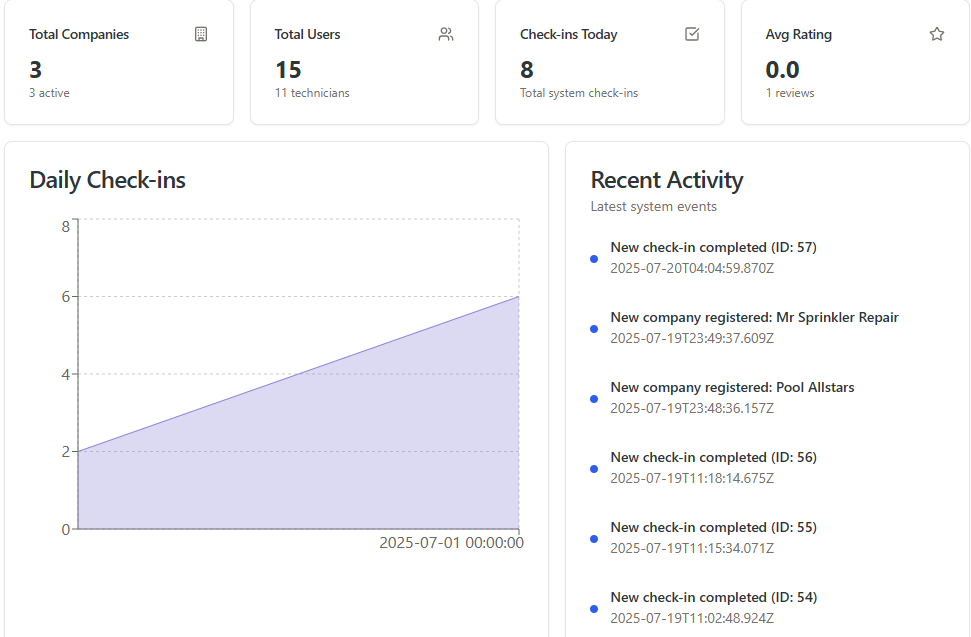 Total Companies
3
3 active
Total Users
15
11 technicians
Check-ins Today
8
Total system check-ins
Avg Rating
0.0
1 reviews
Daily Check-ins
8
6
4
2
0
2025-07-01 00:00:00
Recent Activity
Latest system events
New check-in completed (ID: 57)
2025-07-20T04:04:59.870Z
New company registered: Mr Sprinkler Repair
2025-07-19T23:49:37.609Z
New company registered: Pool Allstars
2025-07-19T23:48:36.157Z
New check-in completed (ID: 56)
2025-07-19T11:18:14.675Z
New check-in completed (ID: 55)
2025-07-19T11:15:34.071Z
New check-in completed (ID: 54)
2025-07-19T11:02:48.924Z